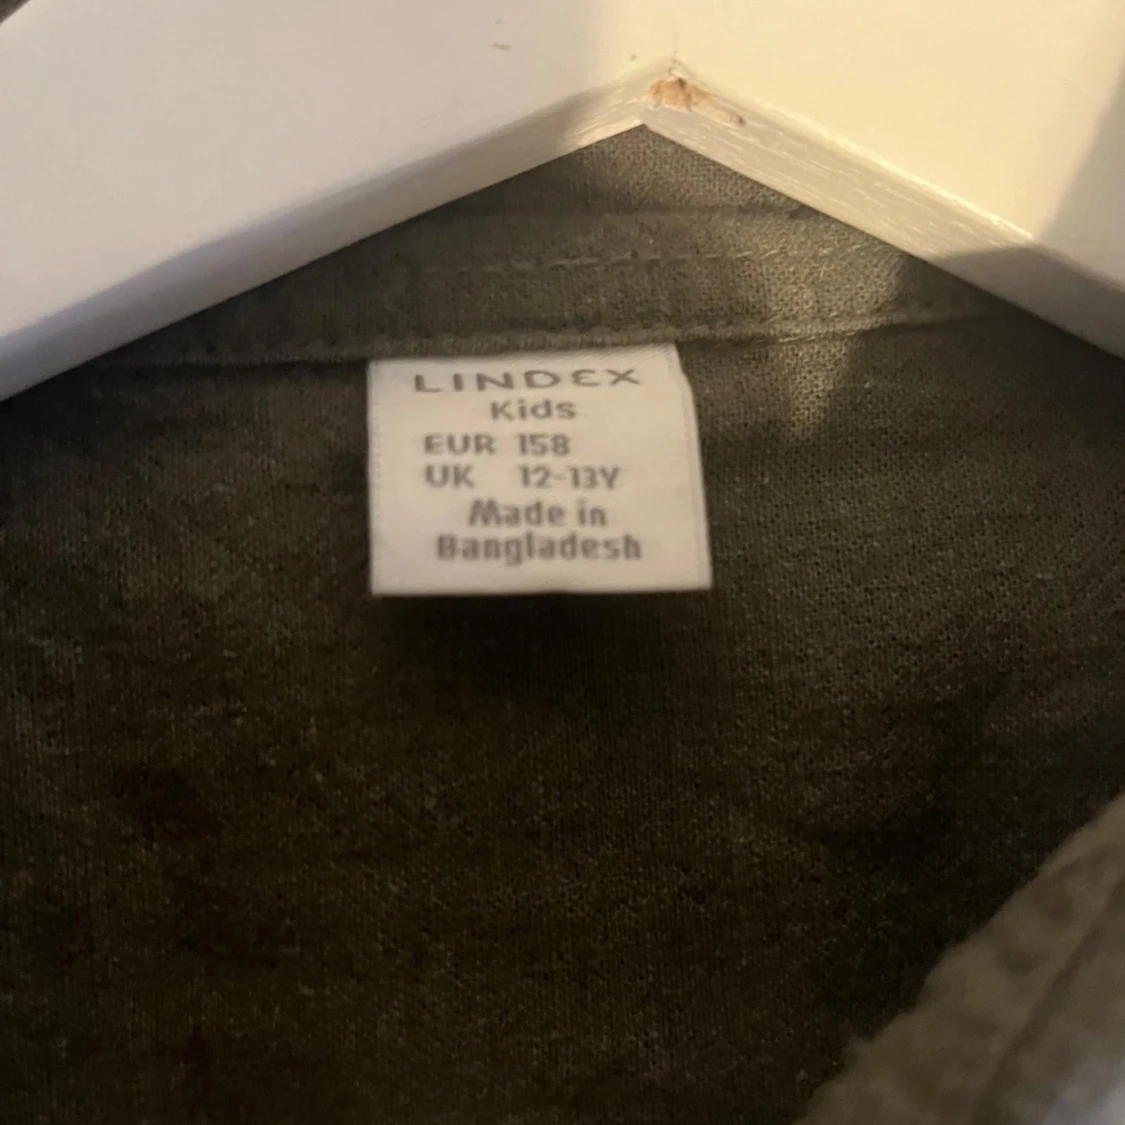 LINDEX
Kids
EUR 158
UK 12-13Y
Made in
Bangladesh